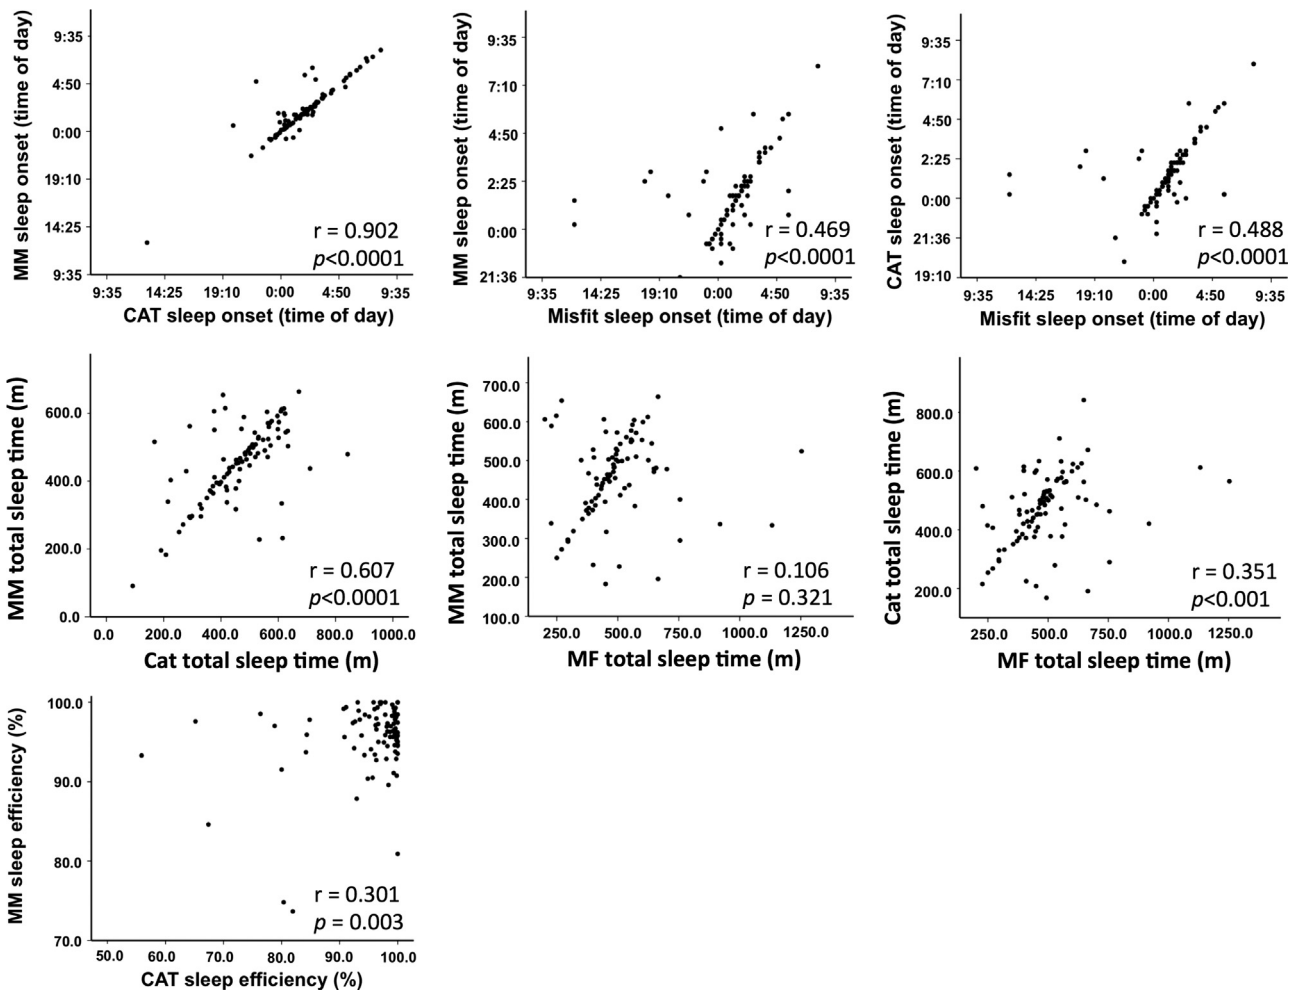 MM sleep onset (time of day)
9:35
4:50
0:00
19:10
14:25
9:35
r = 0.902
p<0.0001
9:35 14:25 19:10 0:00 4:50 9:35
CAT sleep onset (time of day)
MM sleep onset (time of day)
9:35
7:10
4:50
2:25
0:00
21:36
r = 0.469
p<0.0001
9:35 14:25 19:10 0:00 4:50 9:35
Misfit sleep onset (time of day)
CAT sleep onset (time of day)
9:35
7:10
4:50
2:25
0:00
21:36
19:10
r = 0.488
p<0.0001
9:35 14:25 19:10 0:00 4:50 9:35
Misfit sleep onset (time of day)
MM total sleep time (m)
600.0
400.0
200.0
0.0
r = 0.607
p<0.0001
0.0 200.0 400.0 600.0 800.0 1000.0
Cat total sleep time (m)
MM total sleep time (m)
700.0
600.0
500.0
400.0
300.0
200.0
100.0
r = 0.106
p = 0.321
250.0 500.0 750.0 1000.0 1250.0
MF total sleep time (m)
Cat total sleep time (m)
800.0
600.0
400.0
200.0
r = 0.351
p<0.001
250.0 500.0 750.0 1000.0 1250.0
MF total sleep time (m)
MM sleep efficiency (%)
100.0
90.0
80.0
70.0
r = 0.301
p = 0.003
50.0 60.0 70.0 80.0 90.0 100.0
CAT sleep efficiency (%)